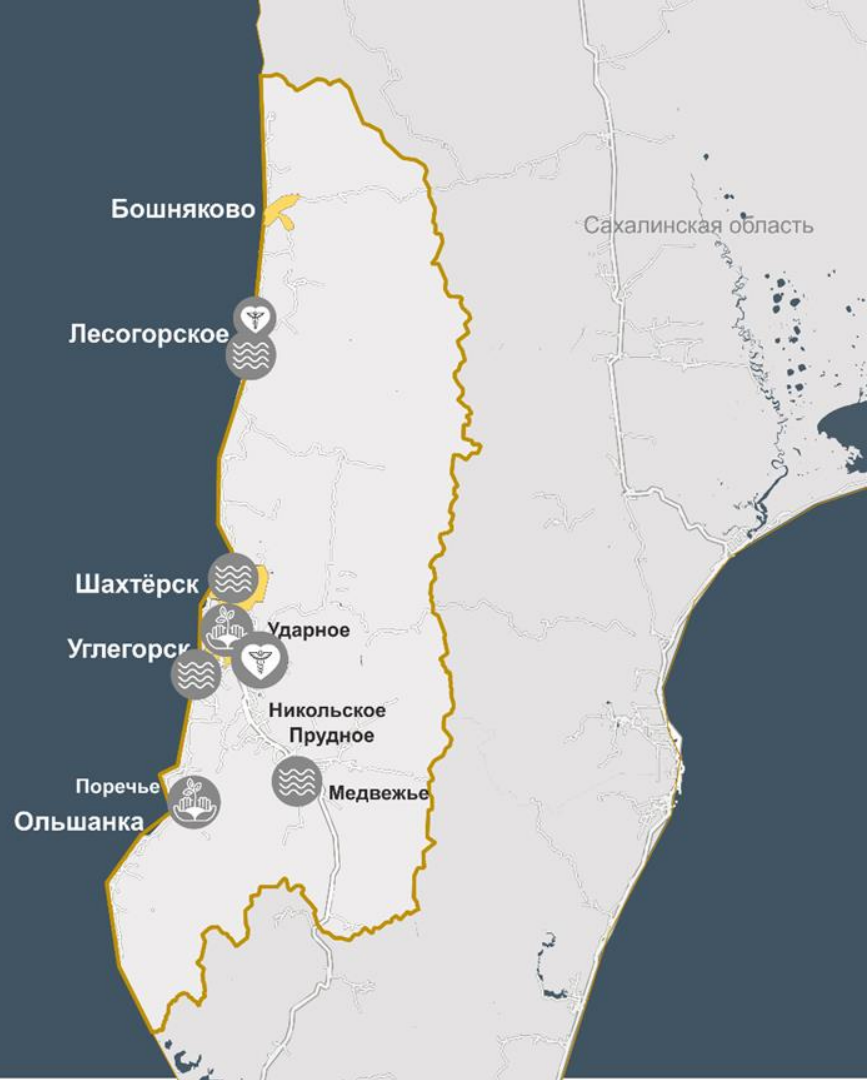 Бошняково
Сахалинская область
Лесогорское
Шахтёрск
Ударное
Углегорск
Никольское
Прудное
Поречье
Медвежье
Ольшанка